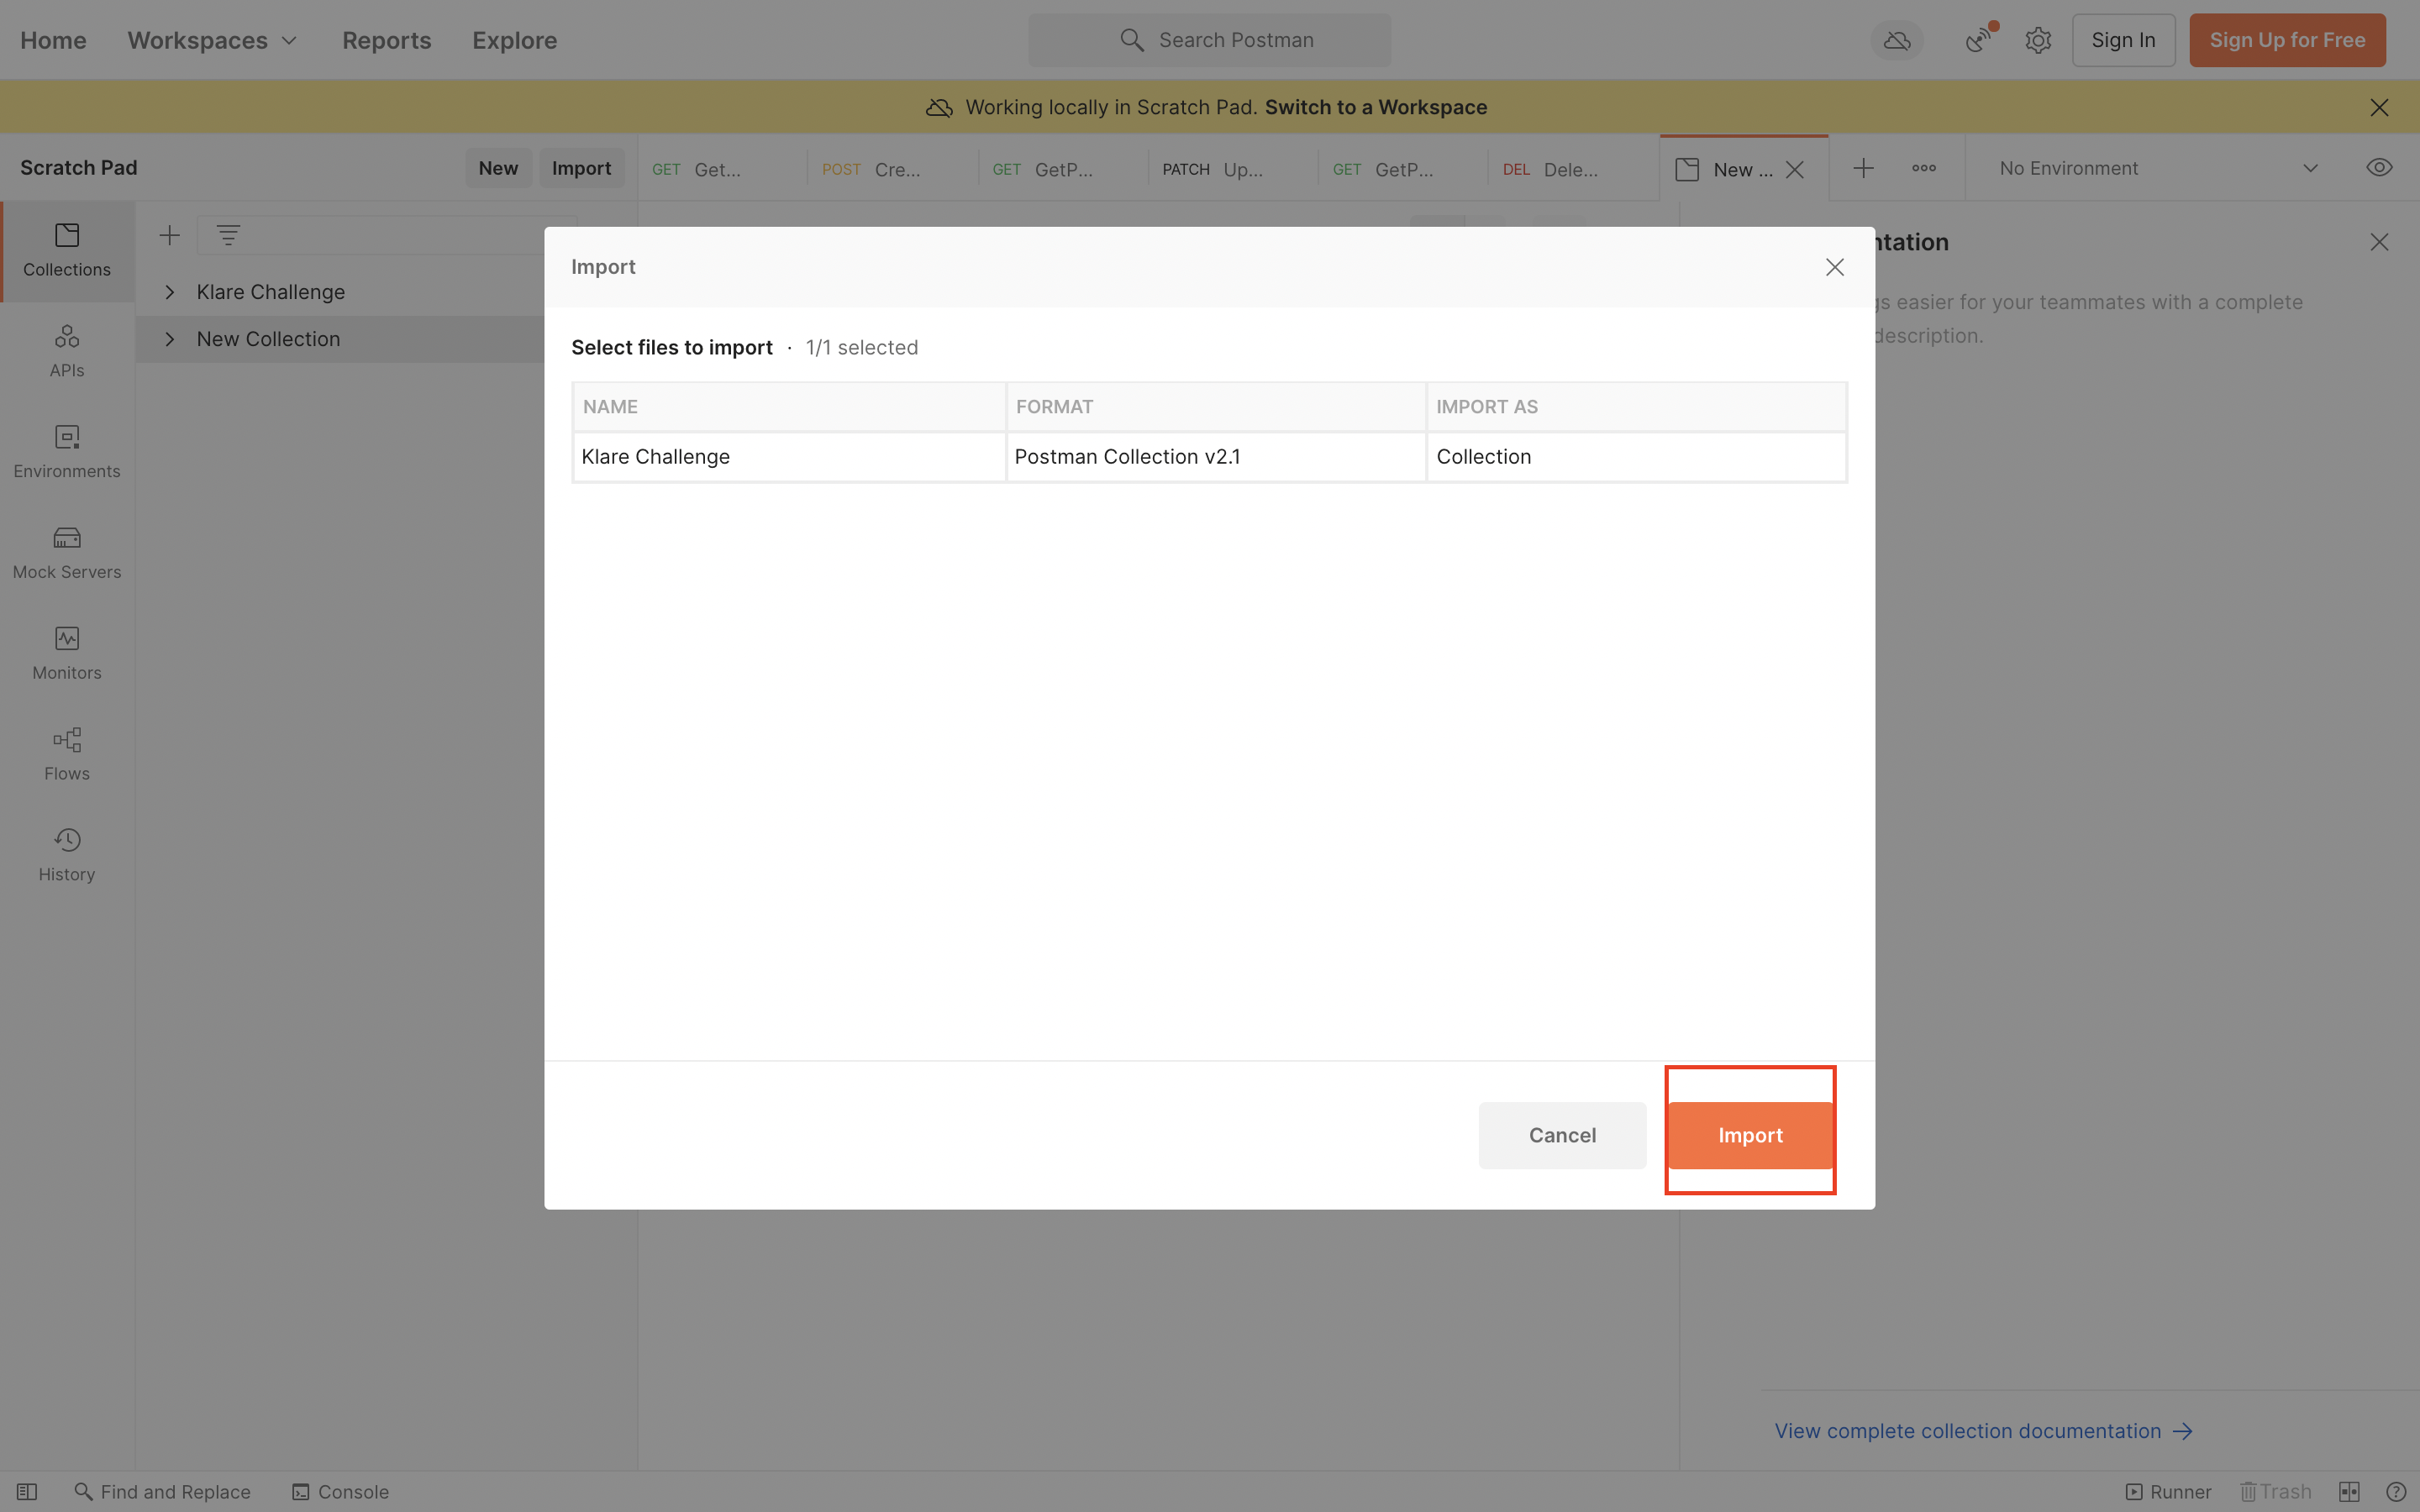 Home Workspaces Reports Explore Search Postman Sign In Sign Up for Free
Working locally in Scratch Pad. Switch to a Workspace
Scratch Pad New Import GET Get... POST Cre... GET GetP... PATCH Up... GET GetP... DEL Dele... New ... No Environment
Collections
Klare Challenge
New Collection
APIs
Environments
Mock Servers
Monitors
Flows
History
Import
Select files to import · 1/1 selected
NAME FORMAT IMPORT AS
Klare Challenge Postman Collection v2.1 Collection
Cancel Import
ntation
gs easier for your teammates with a complete
description.
View complete collection documentation →
Find and Replace Console Runner Trash